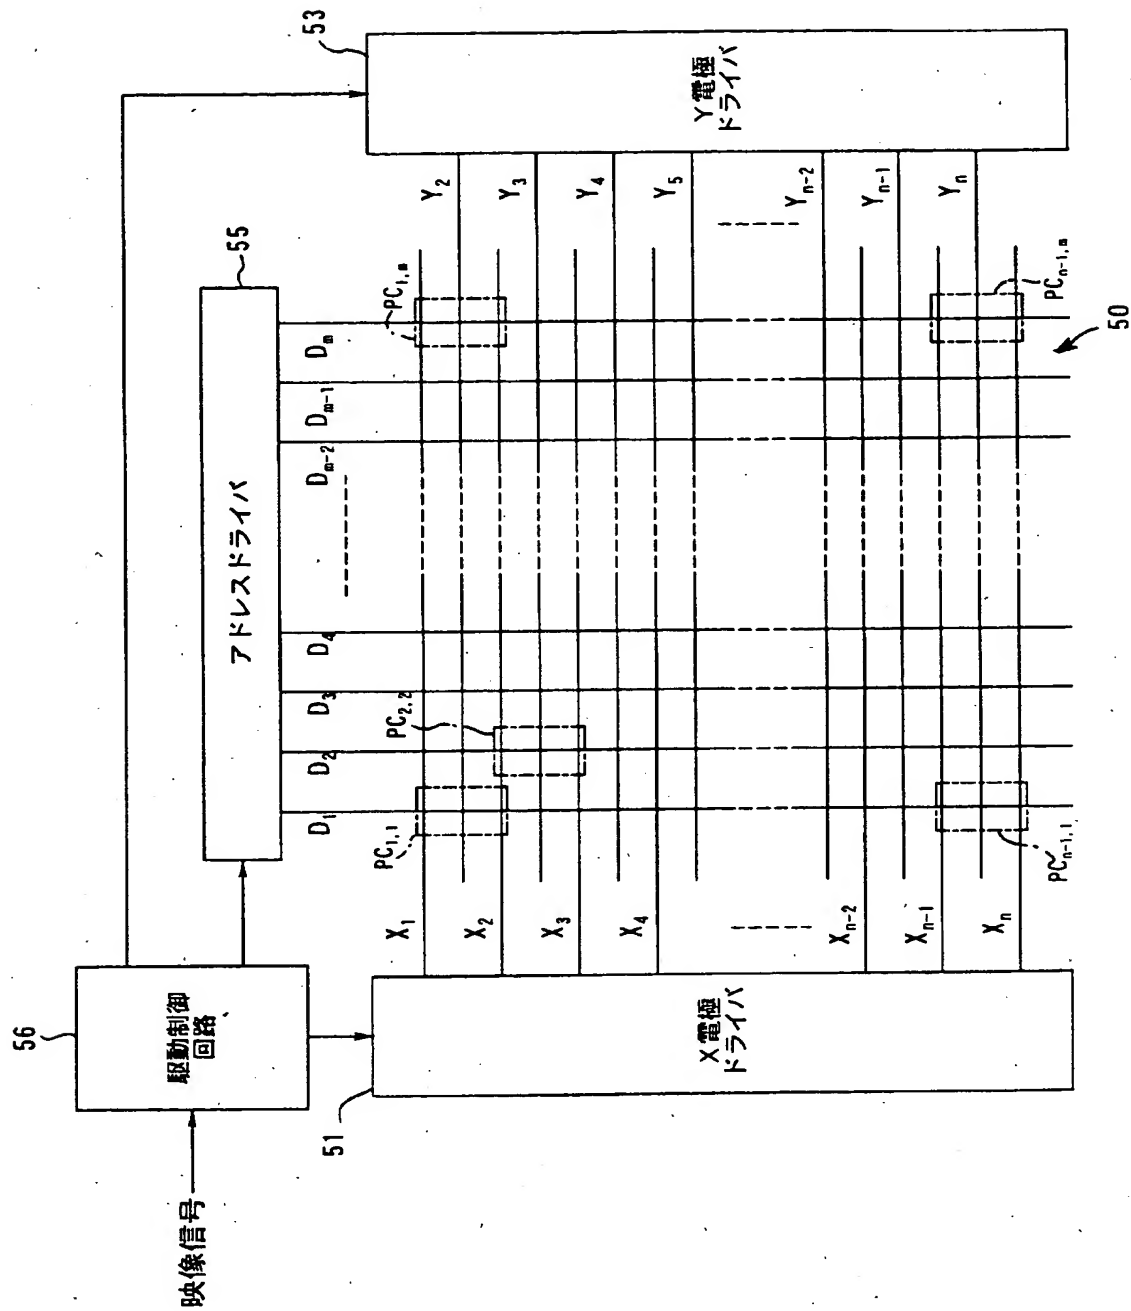 映像信号
56
駆動制御
回路
55
アドレスドライバ
53
Y電極
ドライバ
51
X電極
ドライバ
50
D1
D2
D3
D4
Dm-2
Dm-1
Dm
X1
X2
X3
X4
Xn-2
Xn-1
Xn
Y2
Y3
Y4
Y5
Yn-2
Yn-1
Yn
PC1,1
PC2,2
PC1,m
PCn-1,1
PCn-1,m